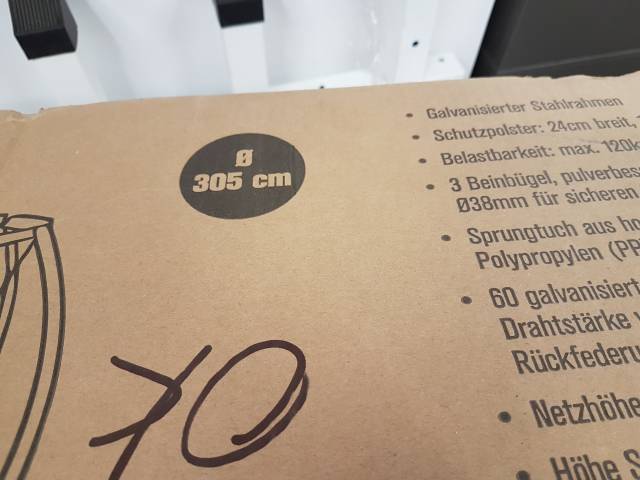 Ø
305 cm
• Galvanisierter Stahlrahmen
• Schutzpolster: 24cm breit,
• Belastbarkeit: max. 120k
• 3 Beinbügel, pulverbes
Ø38mm für sicheren
• Sprungtuch aus ho
Polypropylen (PP
• 60 galvanisiert
Drahtstärke
Rückfederu
• Netzhöhe
• Höhe S
70